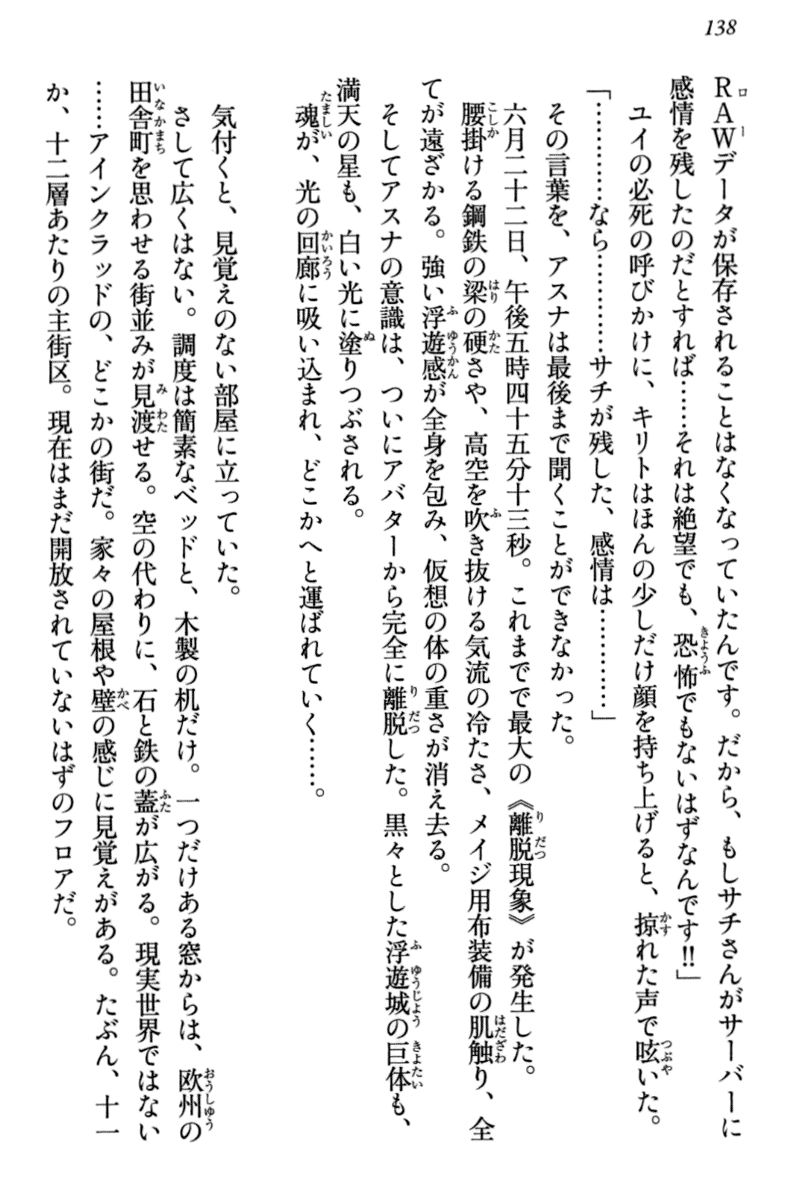 138
RAWデータが保存されることはなくなっていたんです。だから、もしサチさんがサーバーに
感情を残したのだとすれば……それは絶望でも、恐怖でもないはずなんです!!」
ユイの必死の呼びかけに、キリトはほんの少しだけ顔を持ち上げると、掠れた声で呟いた。
「…………なら…………サチが残した、感情は…………」
その言葉を、アスナは最後まで聞くことができなかった。
六月二十二日、午後五時四十五分十三秒。これまでで最大の《離脱現象》が発生した。
腰掛ける鋼鉄の梁の硬さや、高空を吹き抜ける気流の冷たさ、メイジ用布装備の肌触り、全
てが遠ざかる。強い浮遊感が全身を包み、仮想の体の重さが消え去る。
そしてアスナの意識は、ついにアバターから完全に離脱した。黒々とした浮遊城の巨体も、
満天の星も、白い光に塗りつぶされる。
魂が、光の回廊に吸い込まれ、どこかへと運ばれていく……。
気付くと、見覚えのない部屋に立っていた。
さして広くはない。調度は簡素なベッドと、木製の机だけ。一つだけある窓からは、欧州の
田舎町を思わせる街並みが見渡せる。空の代わりに、石と鉄の蓋が広がる。現実世界ではない
……アインクラッドの、どこかの街だ。家々の屋根や壁の感じに見覚えがある。たぶん、十一
か、十二層あたりの主街区。現在はまだ開放されていないはずのフロアだ。